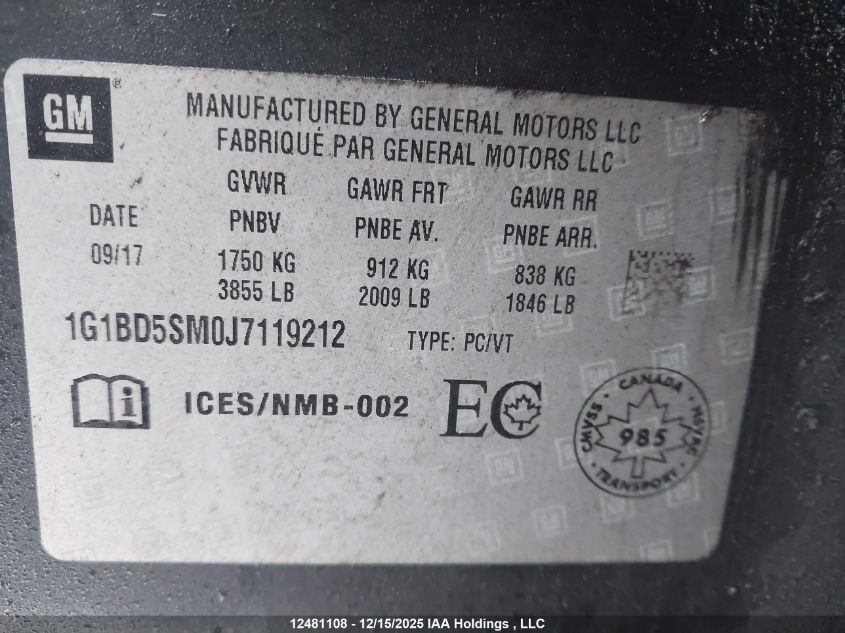 GM®
MANUFACTURED BY GENERAL MOTORS LLC
FABRIQUÉ PAR GENERAL MOTORS LLC
DATE
09/17
GVWR
PNBV
1750 KG
3855 LB
GAWR FRT
PNBE AV.
912 KG
2009 LB
GAWR RR
PNBE ARR.
838 KG
1846 LB
1G1BD5SM0J7119212 TYPE: PC/VT
i ICES/NMB-002 EC
CANADA
CMVSS 985 NSVAC
TRANSPORT
12481108 - 12/15/2025 IAA Holdings , LLC